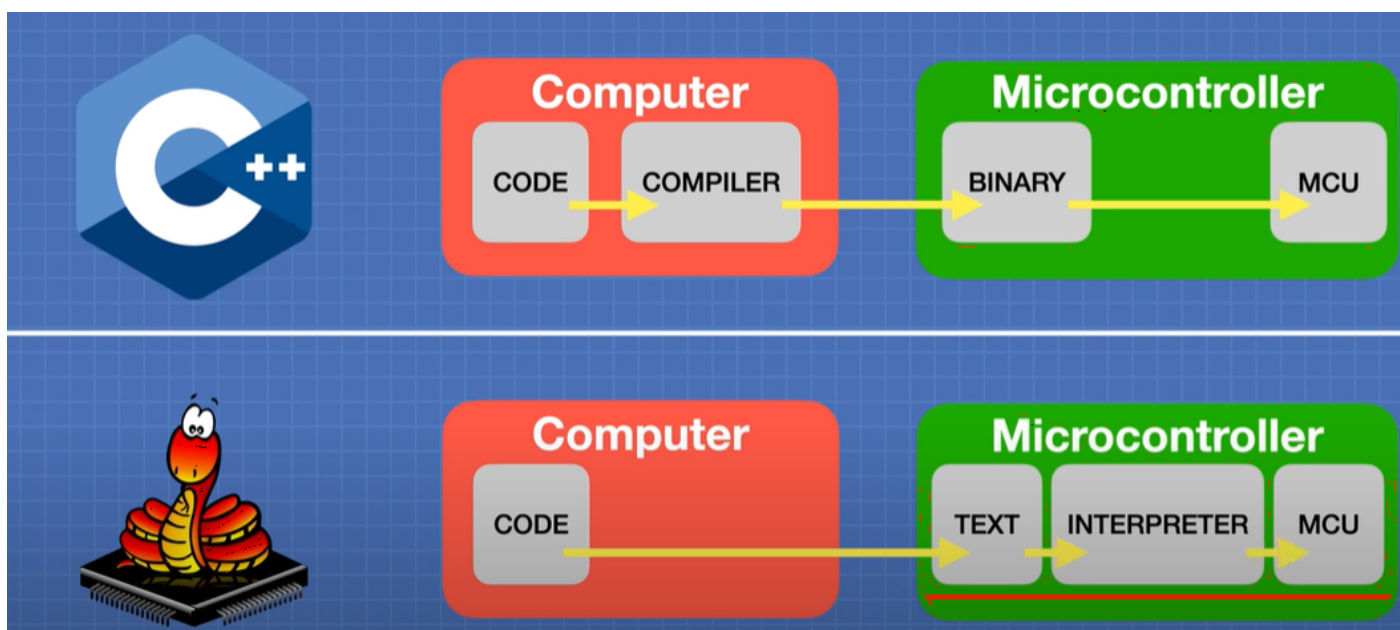 C++
Computer
CODE
COMPILER
Microcontroller
BINARY
MCU
Computer
CODE
Microcontroller
TEXT
INTERPRETER
MCU